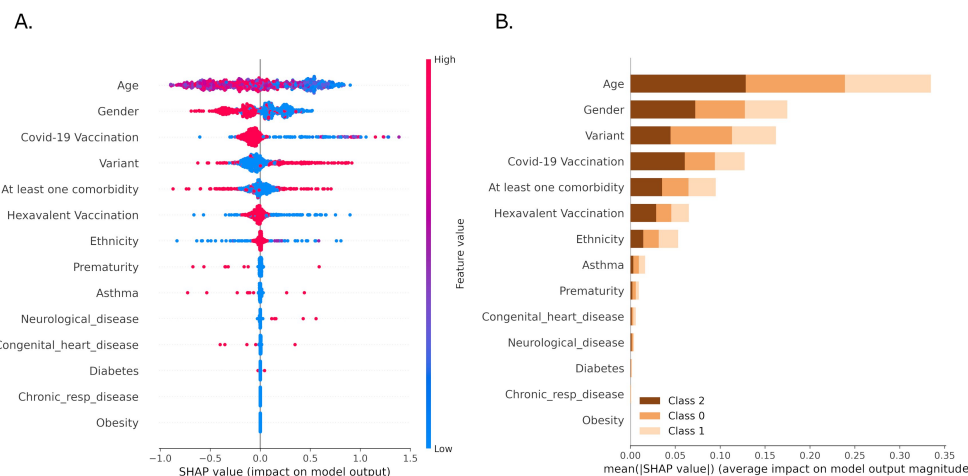 A.
High
Age
Gender
Covid-19 Vaccination
Variant
At least one comorbidity
Hexavalent Vaccination
Ethnicity
Prematurity
Asthma
Neurological_disease
Congenital_heart_disease
Diabetes
Chronic_resp_disease
Obesity
Low
Feature value
−1.0 −0.5 0.0 0.5 1.0 1.5
SHAP value (impact on model output)
B.
Age
Gender
Variant
Covid-19 Vaccination
At least one comorbidity
Hexavalent Vaccination
Ethnicity
Asthma
Prematurity
Congenital_heart_disease
Neurological_disease
Diabetes
Chronic_resp_disease
Obesity
Class 2
Class 0
Class 1
0.00 0.05 0.10 0.15 0.20 0.25 0.30 0.35
mean(|SHAP value|) (average impact on model output magnitude